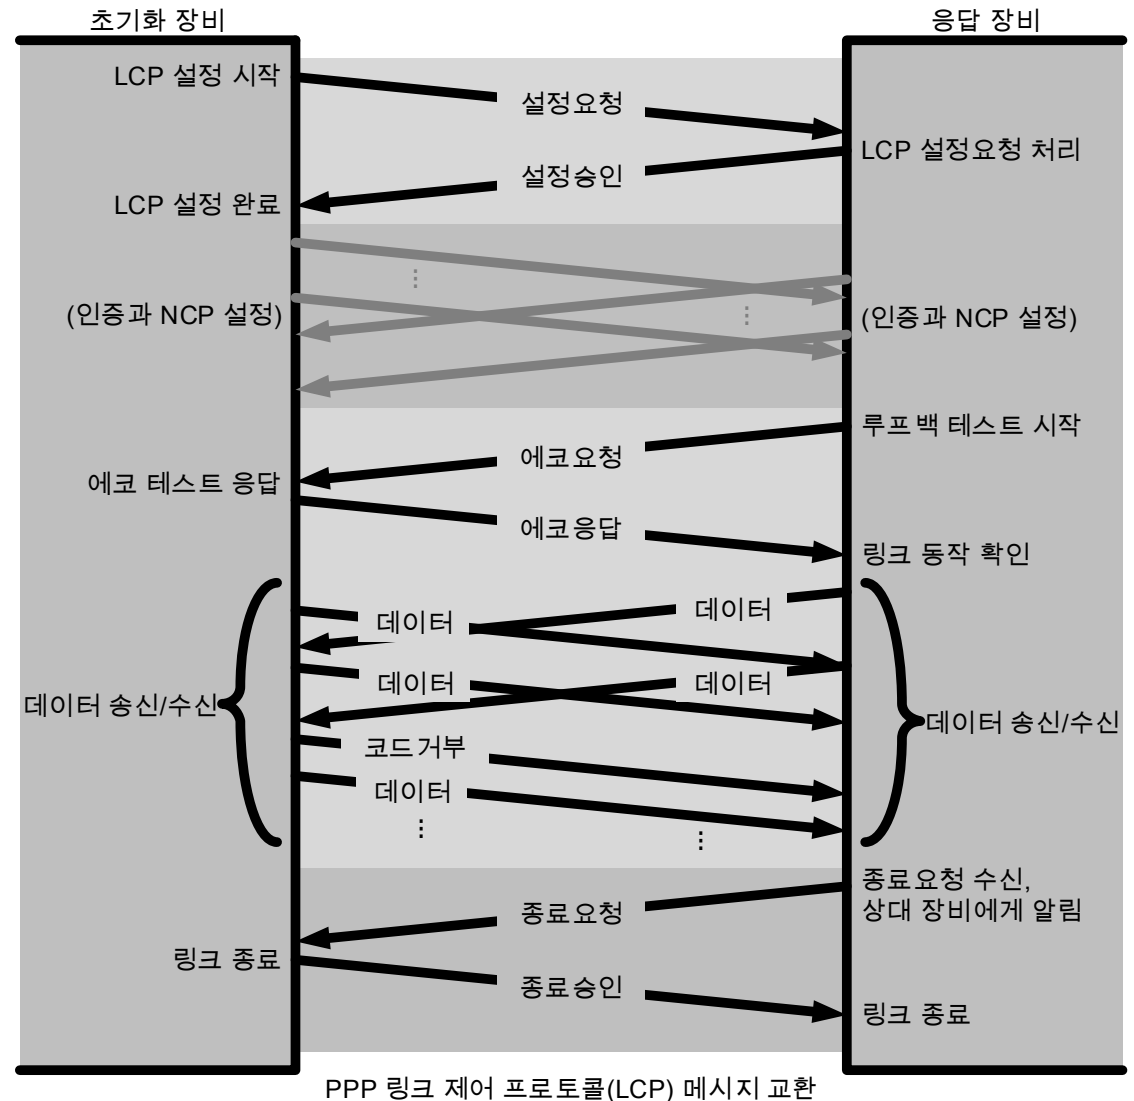 초기화 장비
응답 장비
LCP 설정 시작
설정요청
LCP 설정요청 처리
설정승인
LCP 설정 완료
(인증과 NCP 설정)
(인증과 NCP 설정)
루프백 테스트 시작
에코요청
에코 테스트 응답
에코응답
링크 동작 확인
데이터
데이터
데이터
데이터
데이터 송신/수신
데이터 송신/수신
코드거부
데이터
종료요청 수신,
상대 장비에게 알림
종료요청
링크 종료
종료승인
링크 종료
PPP 링크 제어 프로토콜(LCP) 메시지 교환